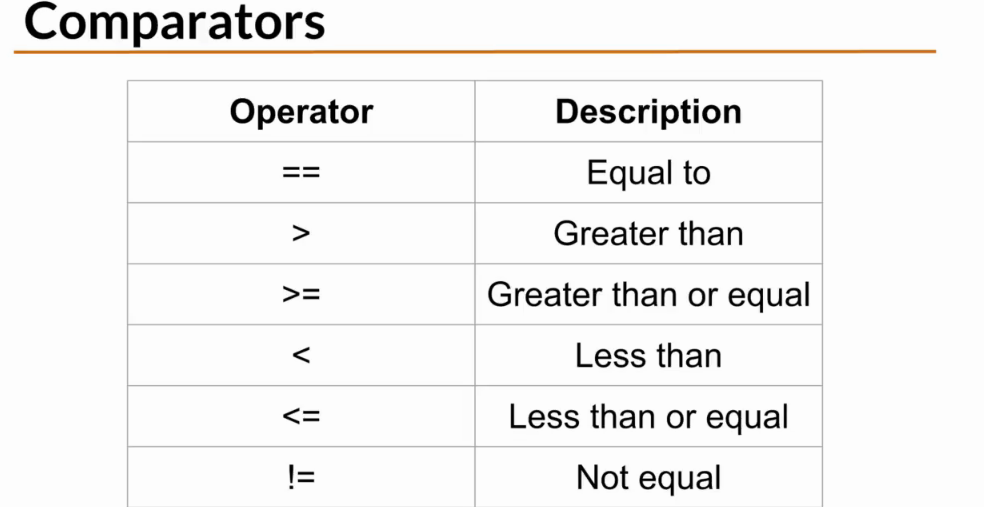 Comparators
Operator Description
== Equal to
> Greater than
>= Greater than or equal
< Less than
<= Less than or equal
!= Not equal